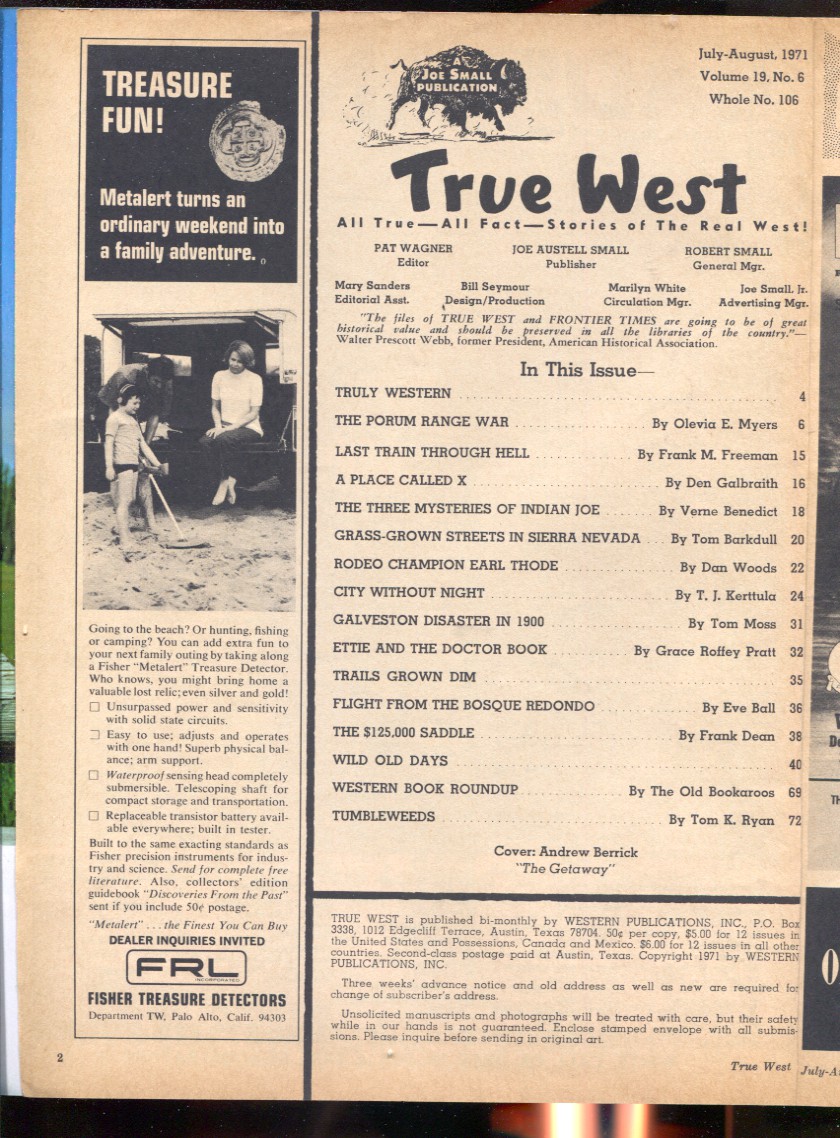 TREASURE
FUN!
Metalert turns an
ordinary weekend into
a family adventure.
Going to the beach? Or hunting, fishing
or camping? You can add extra fun to
your next family outing by taking along
a Fisher "Metalert" Treasure Detector.
Who knows, you might bring home a
valuable lost relic; even silver and gold!
Unsurpassed power and sensitivity
with solid state circuits.
Easy to use; adjusts and operates
with one hand! Superb physical bal-
ance; arm support.
Waterproof sensing head completely
submersible. Telescoping shaft for
compact storage and transportation.
Replaceable transistor battery avail-
able everywhere; built in tester.
Built to the same exacting standards as
Fisher precision instruments for indus-
try and science. Send for complete free
literature. Also, collectors' edition
guidebook "Discoveries From the Past"
sent if you include 50¢ postage.
"Metalert" . . . the Finest You Can Buy
DEALER INQUIRIES INVITED
FRL
INCORPORATED
FISHER TREASURE DETECTORS
Department TW, Palo Alto, Calif. 94303
2
A
JOE SMALL
PUBLICATION
July-August, 1971
Volume 19, No. 6
Whole No. 106
True West
All True—All Fact—Stories of The Real West!
PAT WAGNER JOE AUSTELL SMALL ROBERT SMALL
Editor Publisher General Mgr.
Mary Sanders Bill Seymour Marilyn White Joe Small, Jr.
Editorial Asst. Design/Production Circulation Mgr. Advertising Mgr.
"The files of TRUE WEST and FRONTIER TIMES are going to be of great
historical value and should be preserved in all the libraries of the country."—
Walter Prescott Webb, former President, American Historical Association.
In This Issue—
TRULY WESTERN 4
THE PORUM RANGE WAR By Olevia E. Myers 6
LAST TRAIN THROUGH HELL By Frank M. Freeman 15
A PLACE CALLED X By Den Galbraith 16
THE THREE MYSTERIES OF INDIAN JOE By Verne Benedict 18
GRASS-GROWN STREETS IN SIERRA NEVADA By Tom Barkdull 20
RODEO CHAMPION EARL THODE By Dan Woods 22
CITY WITHOUT NIGHT By T. J. Kerttula 24
GALVESTON DISASTER IN 1900 By Tom Moss 31
ETTIE AND THE DOCTOR BOOK By Grace Roffey Pratt 32
TRAILS GROWN DIM 35
FLIGHT FROM THE BOSQUE REDONDO By Eve Ball 36
THE $125,000 SADDLE By Frank Dean 38
WILD OLD DAYS 40
WESTERN BOOK ROUNDUP By The Old Bookaroos 69
TUMBLEWEEDS By Tom K. Ryan 72
Cover: Andrew Berrick
"The Getaway"
TRUE WEST is published bi-monthly by WESTERN PUBLICATIONS, INC., P.O. Box
3338, 1012 Edgecliff Terrace, Austin, Texas 78704. 50¢ per copy, $5.00 for 12 issues in
the United States and Possessions, Canada and Mexico. $6.00 for 12 issues in all other
countries. Second-class postage paid at Austin, Texas. Copyright 1971 by WESTERN
PUBLICATIONS, INC.
Three weeks' advance notice and old address as well as new are required for
change of subscriber's address.
Unsolicited manuscripts and photographs will be treated with care, but their safety
while in our hands is not guaranteed. Enclose stamped envelope with all submis-
sions. Please inquire before sending in original art.
True West
July-A